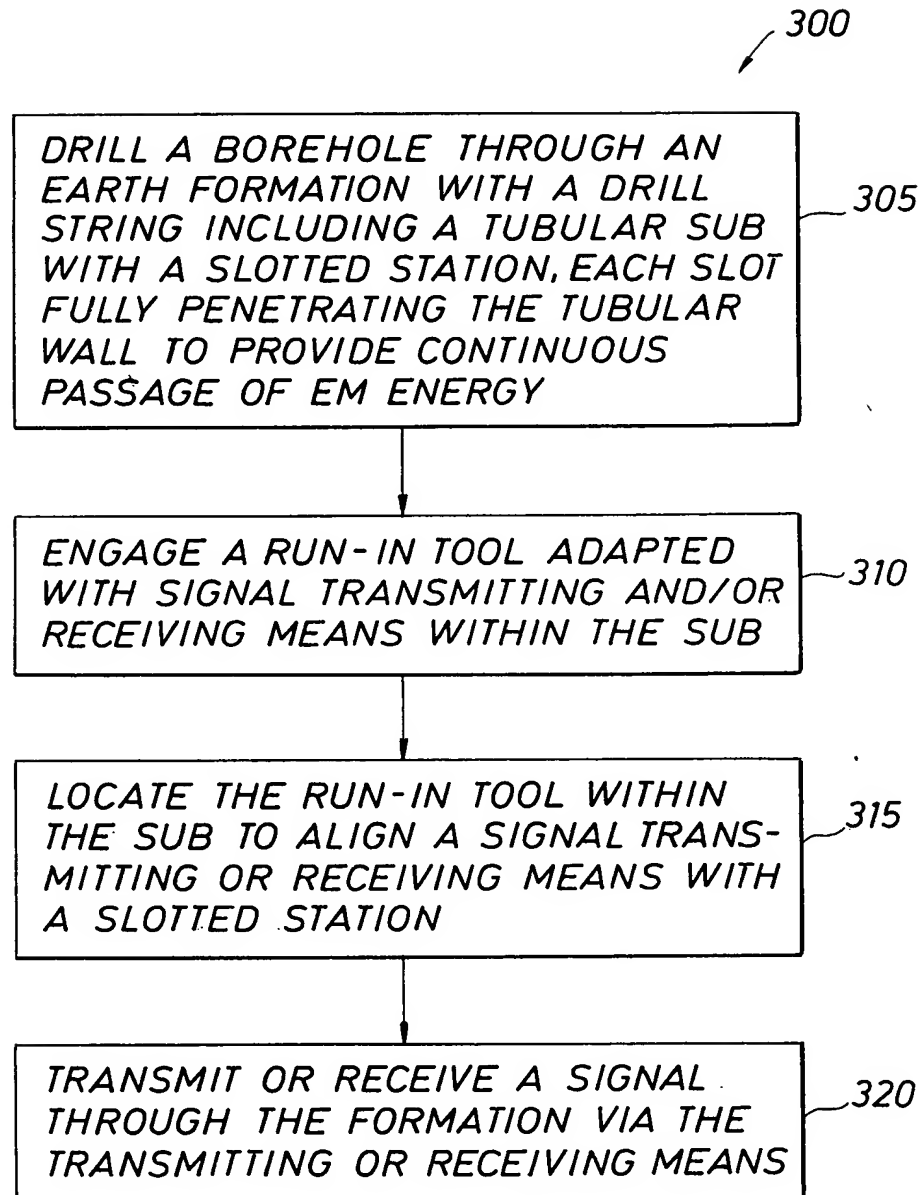 300
DRILL A BOREHOLE THROUGH AN
EARTH FORMATION WITH A DRILL
STRING INCLUDING A TUBULAR SUB
WITH A SLOTTED STATION, EACH SLOT
FULLY PENETRATING THE TUBULAR
WALL TO PROVIDE CONTINUOUS
PASSAGE OF EM ENERGY
305
ENGAGE A RUN-IN TOOL ADAPTED
WITH SIGNAL TRANSMITTING AND/OR
RECEIVING MEANS WITHIN THE SUB
310
LOCATE THE RUN-IN TOOL WITHIN
THE SUB TO ALIGN A SIGNAL TRANS-
MITTING OR RECEIVING MEANS WITH
A SLOTTED STATION
315
TRANSMIT OR RECEIVE A SIGNAL
THROUGH THE FORMATION VIA THE
TRANSMITTING OR RECEIVING MEANS
320